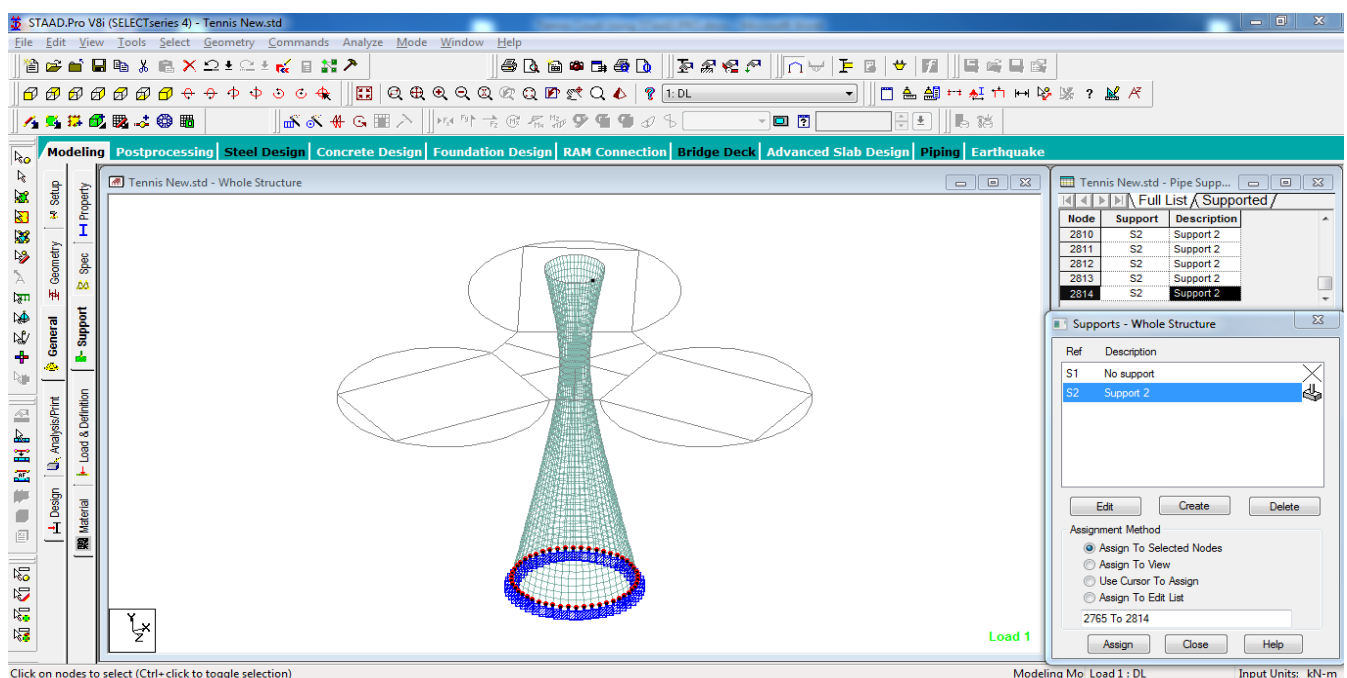 STAAD.Pro V8i (SELECTseries 4) - Tennis New.std
File Edit View Tools Select Geometry Commands Analyze Mode Window Help
1: DL
Modeling Postprocessing Steel Design Concrete Design Foundation Design RAM Connection Bridge Deck Advanced Slab Design Piping Earthquake
Setup
Geometry
General
Analysis/Print
Design
Property
Spec
Support
Load & Definition
Material
Tennis New.std - Whole Structure
Y
X
Z
Load 1
Tennis New.std - Pipe Supp...
Full List Supported
Node Support Description
2810 S2 Support 2
2811 S2 Support 2
2812 S2 Support 2
2813 S2 Support 2
2814 S2 Support 2
Supports - Whole Structure
Ref Description
S1 No support
S2 Support 2
Edit Create Delete
Assignment Method
Assign To Selected Nodes
Assign To View
Use Cursor To Assign
Assign To Edit List
2765 To 2814
Assign Close Help
Click on nodes to select (Ctrl+click to toggle selection) Modeling Mo Load 1 : DL Input Units: kN-m